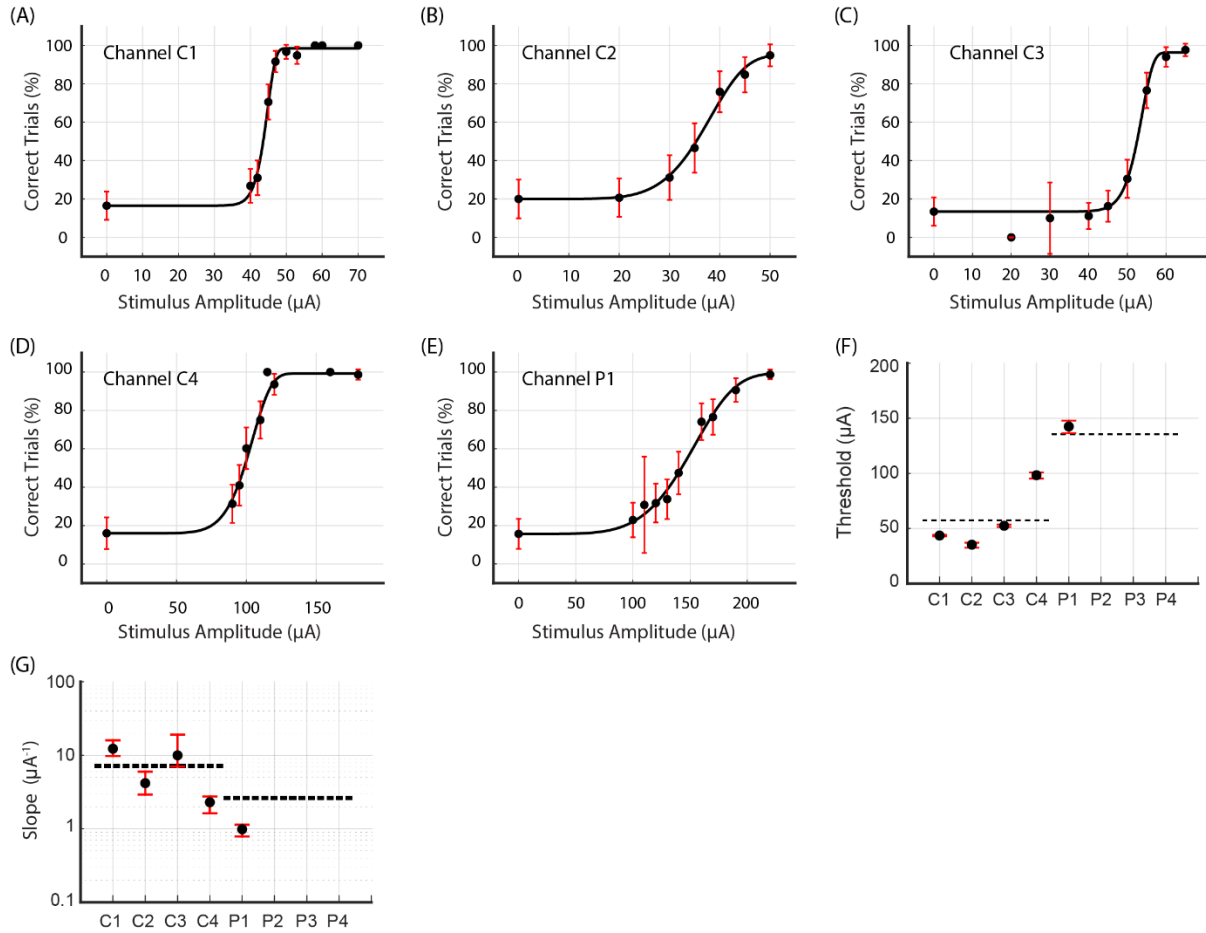 (A)
Channel C1
Correct Trials (%)
100
80
60
40
20
0
0 10 20 30 40 50 60 70
Stimulus Amplitude (µA)
(B)
Channel C2
Correct Trials (%)
100
80
60
40
20
0
0 10 20 30 40 50
Stimulus Amplitude (µA)
(C)
Channel C3
Correct Trials (%)
100
80
60
40
20
0
0 10 20 30 40 50 60
Stimulus Amplitude (µA)
(D)
Channel C4
Correct Trials (%)
100
80
60
40
20
0
0 50 100 150
Stimulus Amplitude (µA)
(E)
Channel P1
Correct Trials (%)
100
80
60
40
20
0
0 50 100 150 200
Stimulus Amplitude (µA)
(F)
Threshold (µA)
200
150
100
50
0
C1 C2 C3 C4 P1 P2 P3 P4
(G)
Slope (µA⁻¹)
100
10
1
0.1
C1 C2 C3 C4 P1 P2 P3 P4